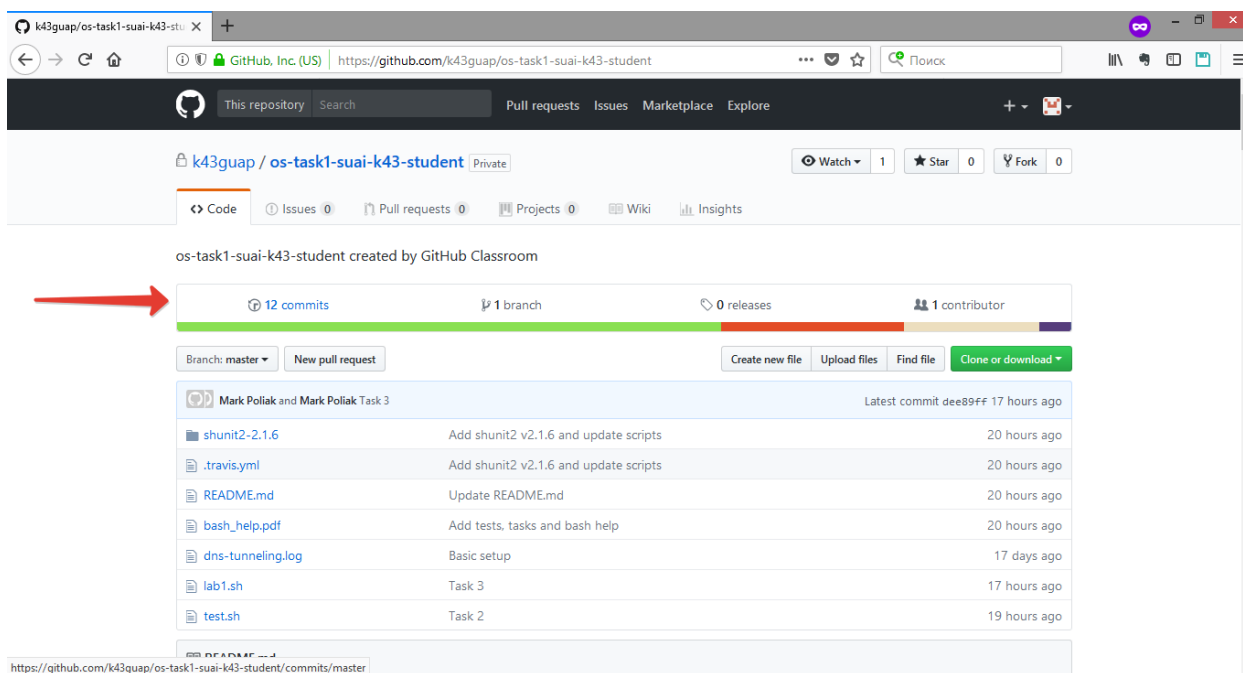 k43guap/os-task1-suai-k43-stu
GitHub, Inc. (US) https://github.com/k43guap/os-task1-suai-k43-student Поиск
This repository Search Pull requests Issues Marketplace Explore
k43guap / os-task1-suai-k43-student Private Watch 1 Star 0 Fork 0
Code Issues 0 Pull requests 0 Projects 0 Wiki Insights
os-task1-suai-k43-student created by GitHub Classroom
12 commits 1 branch 0 releases 1 contributor
Branch: master New pull request Create new file Upload files Find file Clone or download
Mark Poliak and Mark Poliak Task 3 Latest commit dee89ff 17 hours ago
shunit2-2.1.6 Add shunit2 v2.1.6 and update scripts 20 hours ago
.travis.yml Add shunit2 v2.1.6 and update scripts 20 hours ago
README.md Update README.md 20 hours ago
bash_help.pdf Add tests, tasks and bash help 20 hours ago
dns-tunneling.log Basic setup 17 days ago
lab1.sh Task 3 17 hours ago
test.sh Task 2 19 hours ago
README.md
https://github.com/k43guap/os-task1-suai-k43-student/commits/master